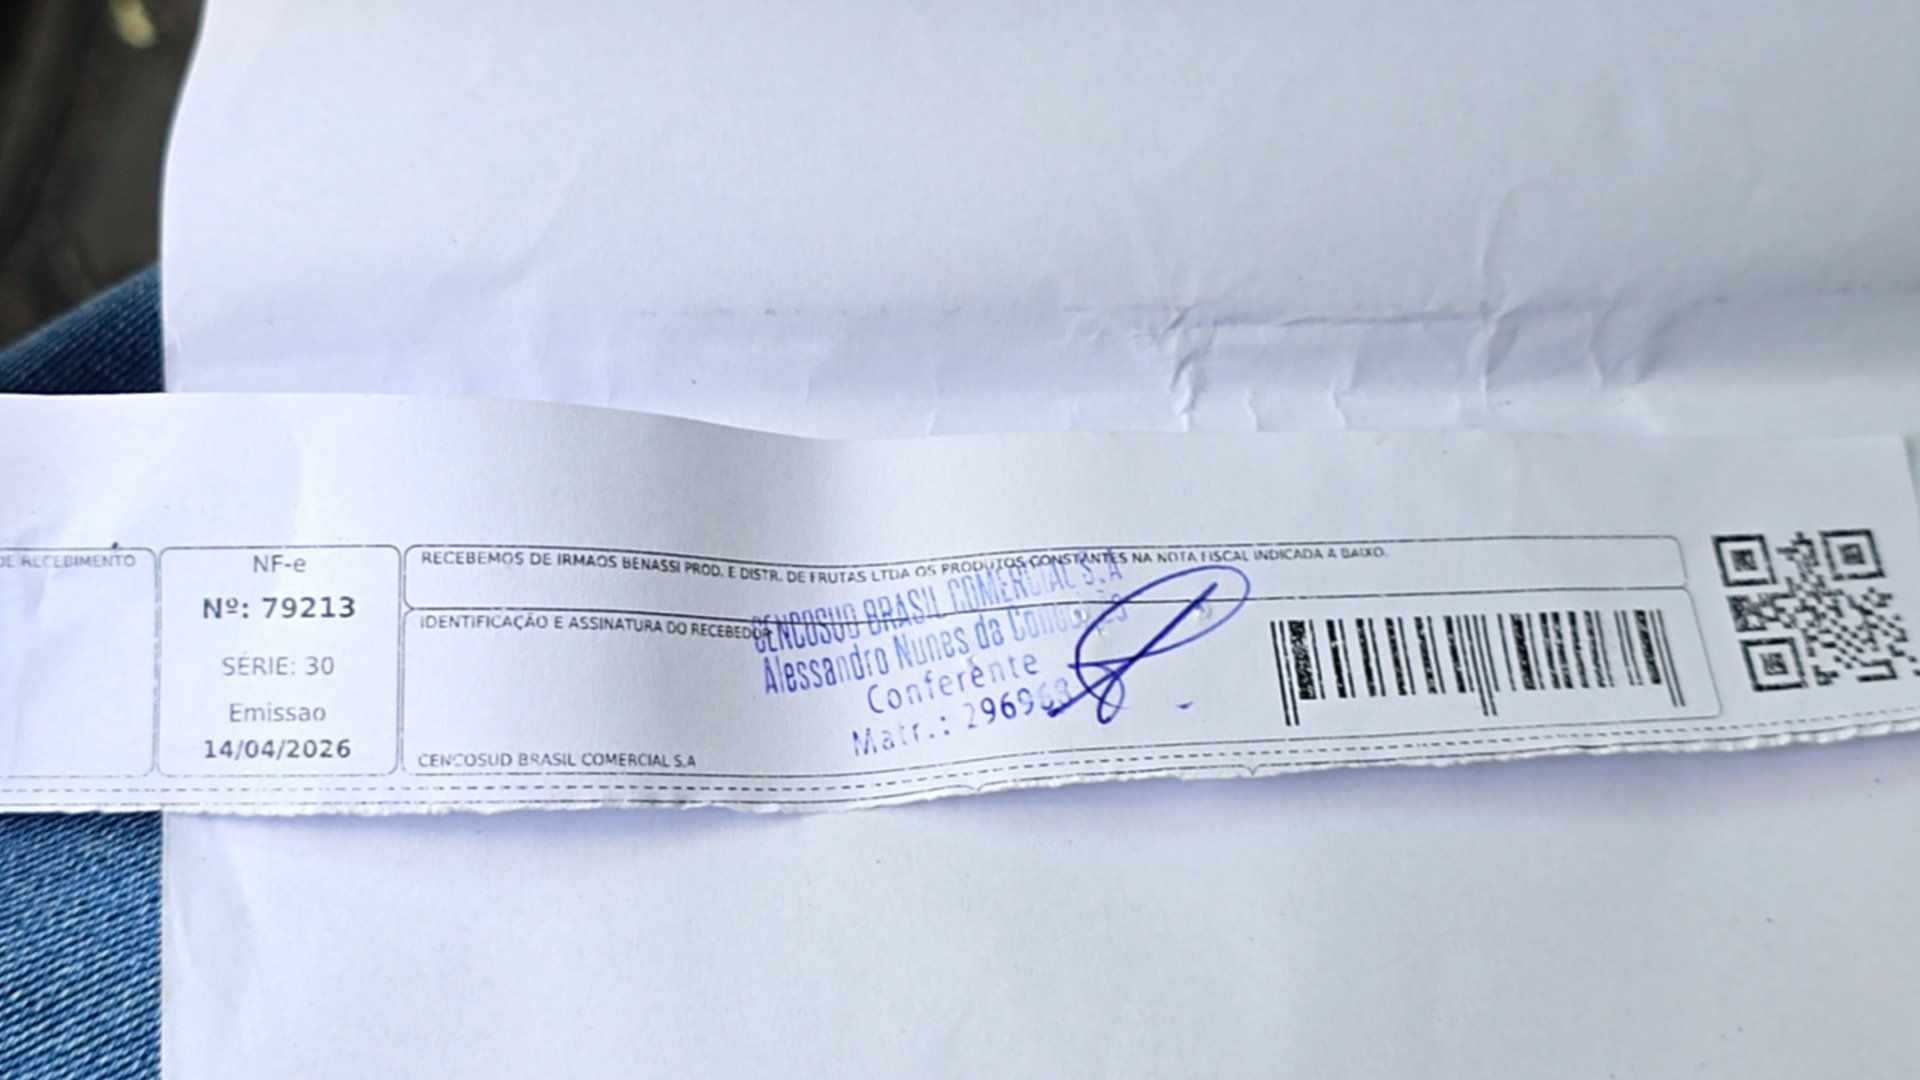 DE RECEBIMENTO
NF-e
Nº: 79213
SÉRIE: 30
Emissao
14/04/2026
RECEBEMOS DE IRMAOS BENASSI PROD. E DISTR. DE FRUTAS LTDA OS PRODUTOS CONSTANTES NA NOTA FISCAL INDICADA A BAIXO.
IDENTIFICAÇÃO E ASSINATURA DO RECEBEDOR
CENCOSUD BRASIL COMERCIAL S.A
Alessandro Nunes da
Conferente
Matr.:
CENCOSUD BRASIL COMERCIAL S.A